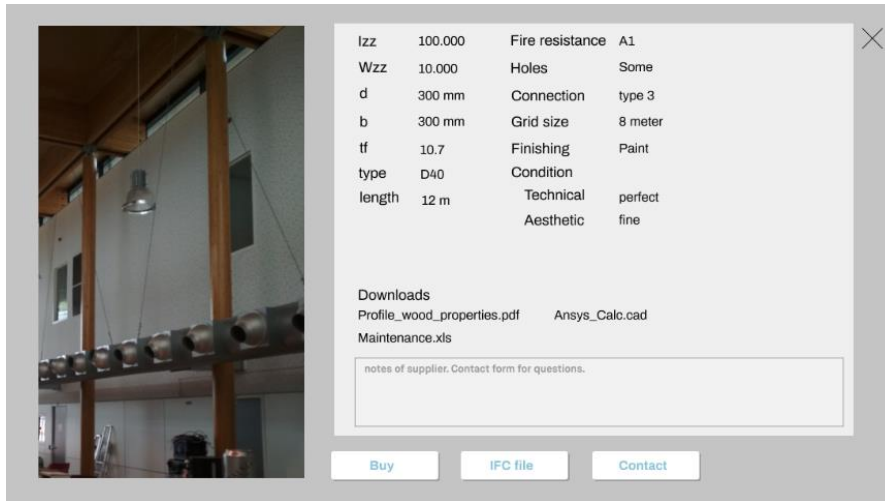 Izz 100.000 Fire resistance A1
Wzz 10.000 Holes Some
d 300 mm Connection type 3
b 300 mm Grid size 8 meter
tf 10.7 Finishing Paint
type D40 Condition
length 12 m Technical perfect
Aesthetic fine
Downloads
Profile_wood_properties.pdf Ansys_Calc.cad
Maintenance.xls
notes of supplier. Contact form for questions.
Buy IFC file Contact